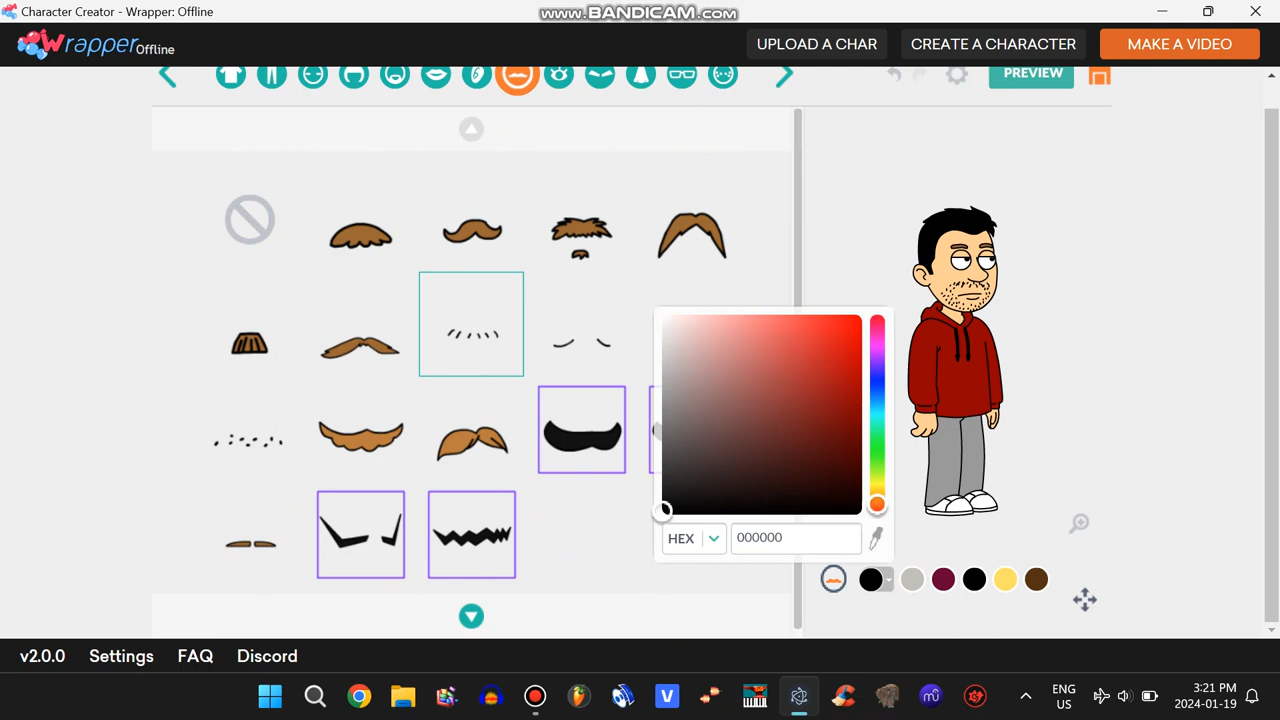 Character Creator - Wrapper: Offline
www.BANDICAM.com
Wrapper Offline
UPLOAD A CHAR
CREATE A CHARACTER
MAKE A VIDEO
PREVIEW
HEX
000000
v2.0.0
Settings
FAQ
Discord
ENG
US
3:21 PM
2024-01-19